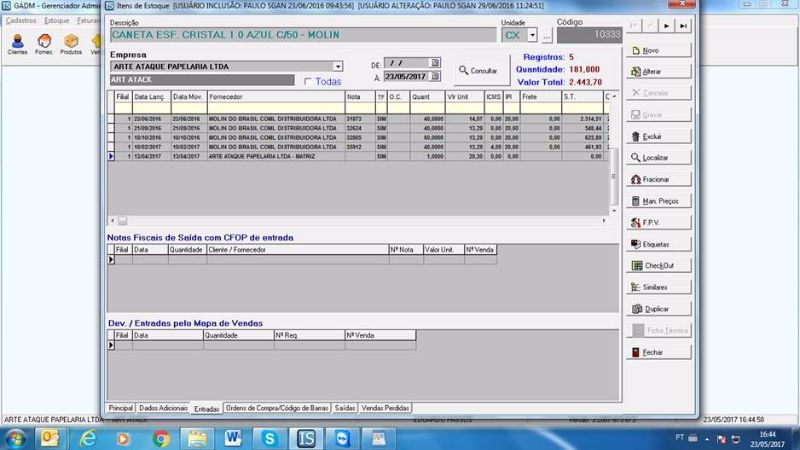 GADM - Gerenciador Admin
Itens de Estoque [USUÁRIO INCLUSÃO: PAULO SGAN 23/06/2016 09:43:56] [USUÁRIO ALTERAÇÃO: PAULO SGAN 29/06/2016 11:24:51]
Cadastros Estoque Faturam
Clientes Fornec. Produtos Ven
Descrição Unidade Código
CANETA ESF. CRISTAL 1.0 AZUL C/50 - MOLIN CX 10333
Empresa
ARTE ATAQUE PAPELARIA LTDA
ART ATACK
Todas
DE: / /
À: 23/05/2017
Consultar
Registros: 5
Quantidade: 181,000
Valor Total: 2.443,70
Filial Data Lanç. Data Mov. Fornecedor Nota TF O.C. Quant Vlr Unit ICMS IPI Frete S.T.
1 23/06/2016 23/06/2016 MOLIN DO BRASIL COML DISTRIBUIDORA LTDA 31873 SIM 40,0000 14,07 0,00 20,00 0,00 2.314,51
1 21/09/2016 21/09/2016 MOLIN DO BRASIL COML DISTRIBUIDORA LTDA 32624 SIM 40,0000 13,29 0,00 20,00 0,00 548,44
1 10/10/2016 10/10/2016 MOLIN DO BRASIL COML DISTRIBUIDORA LTDA SIM 60,0000 13,29 0,00 20,00 0,00 623,89
1 10/02/2017 10/02/2017 MOLIN DO BRASIL COML DISTRIBUIDORA LTDA 35912 SIM 40,0000 13,29 4,00 20,00 0,00 461,93
1 13/04/2017 13/04/2017 ARTE ATAQUE PAPELARIA LTDA - MATRIZ SIM 1,0000 20,30 0,00 0,00 0,00
Notas Fiscais de Saída com CFOP de entrada
Filial Data Quantidade Cliente / Fornecedor Nº Nota Valor Unit. Nº Venda
Dev. / Entradas pelo Mapa de Vendas
Filial Data Quantidade Nº Req. Nº Venda
Novo
Alterar
Cancelar
Gravar
Excluir
Localizar
Fracionar
Man. Preços
F.P.V.
Etiquetas
CheckOut
Similares
Duplicar
Ficha Técnica
Fechar
Principal Dados Adicionais Entradas Ordens de Compra/Código de Barras Saídas Vendas Perdidas
ARTE ATAQUE PAPELARIA LTDA - ART ATACK EDUARDO PASSOS 23/05/2017 16:44:58
PT 16:44
23/05/2017